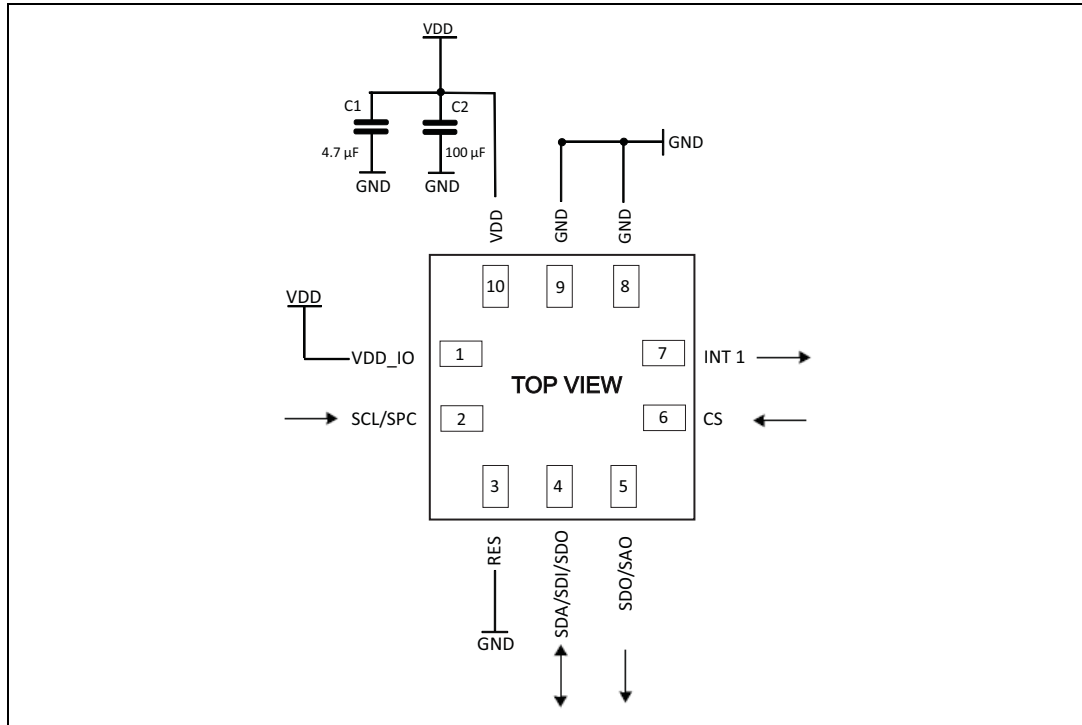 VDD
C1
C2
4.7 µF
100 µF
GND
GND
GND
VDD
GND
GND
10
9
8
VDD
VDD_IO
1
7
INT 1
TOP VIEW
SCL/SPC
2
6
CS
3
4
5
RES
SDA/SDI/SDO
SDO/SAO
GND